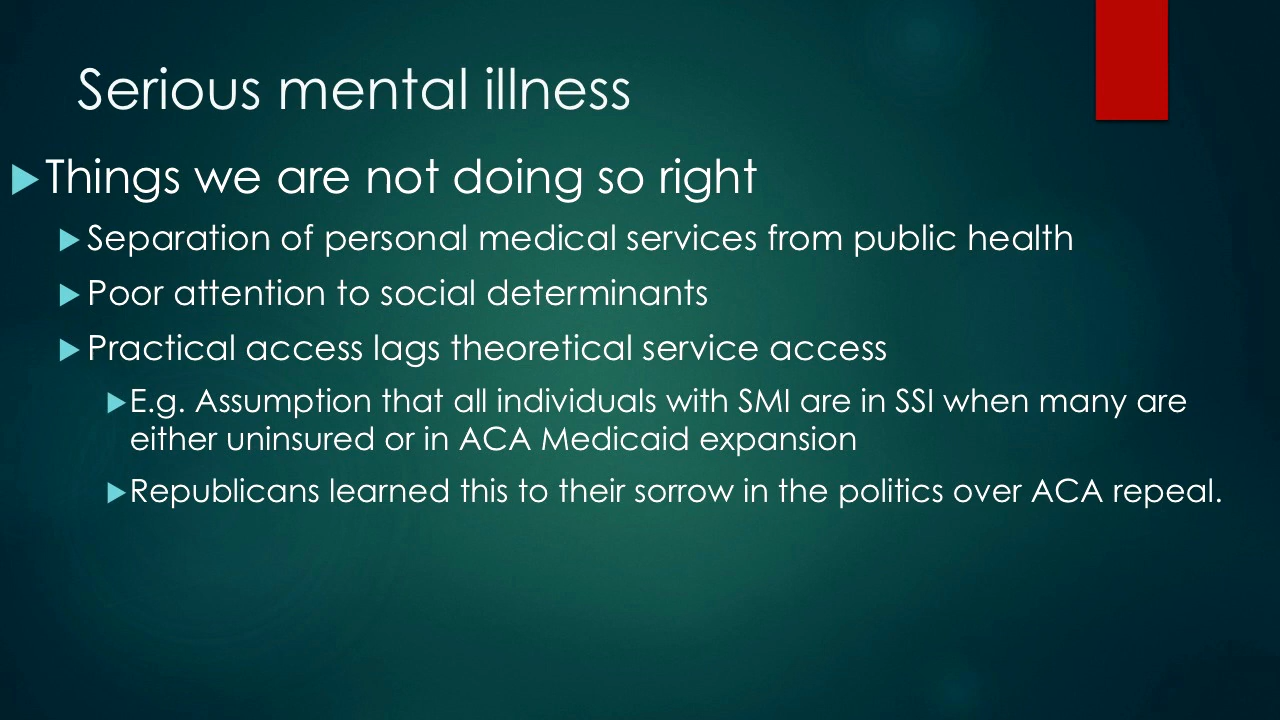 Serious mental illness
Things we are not doing so right
Separation of personal medical services from public health
Poor attention to social determinants
Practical access lags theoretical service access
E.g. Assumption that all individuals with SMI are in SSI when many are
either uninsured or in ACA Medicaid expansion
Republicans learned this to their sorrow in the politics over ACA repeal.